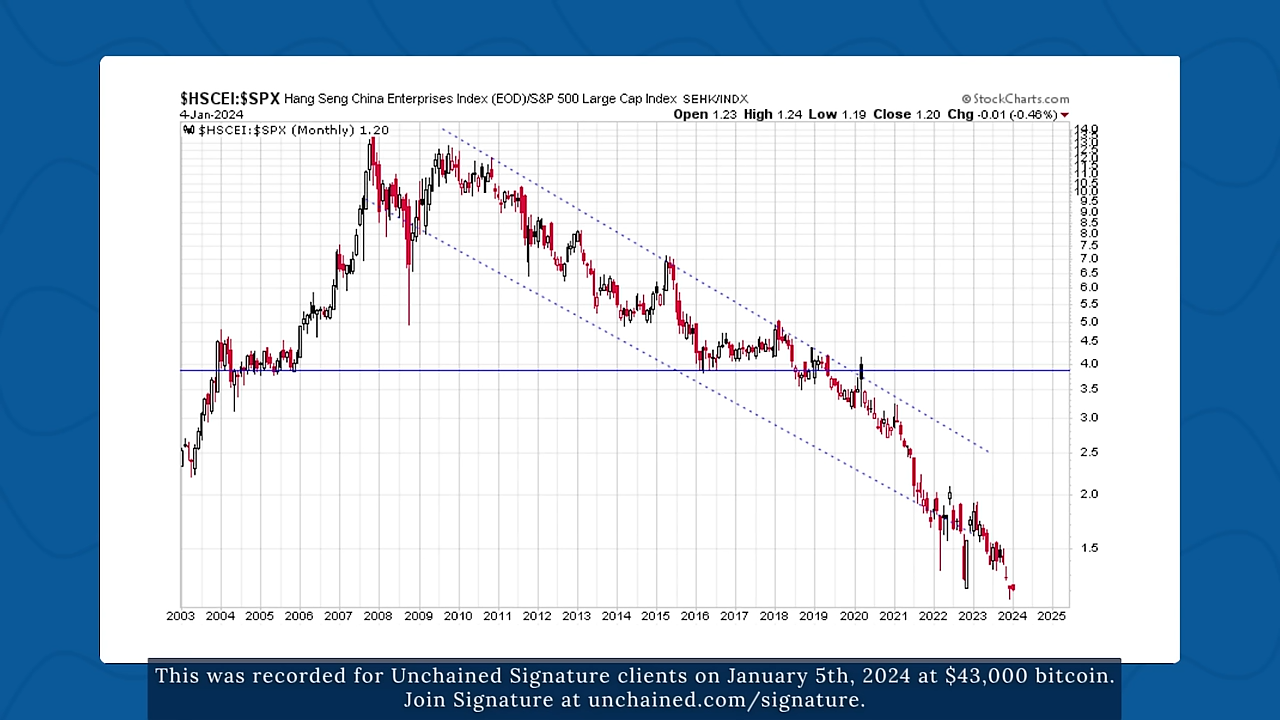 $HSCEI:$SPX Hang Seng China Enterprises Index (EOD)/S&P 500 Large Cap Index SEHK/INDX
© StockCharts.com
4-Jan-2024
Open 1.23 High 1.24 Low 1.19 Close 1.20 Chg -0.01 (-0.46%)
$HSCEI:$SPX (Monthly) 1.20
14.0
13.0
12.0
11.0
10.0
9.5
9.0
8.5
8.0
7.5
7.0
6.5
6.0
5.5
5.0
4.5
4.0
3.5
3.0
2.5
2.0
1.5
2003 2004 2005 2006 2007 2008 2009 2010 2011 2012 2013 2014 2015 2016 2017 2018 2019 2020 2021 2022 2023 2024 2025
This was recorded for Unchained Signature clients on January 5th, 2024 at $43,000 bitcoin.
Join Signature at unchained.com/signature.